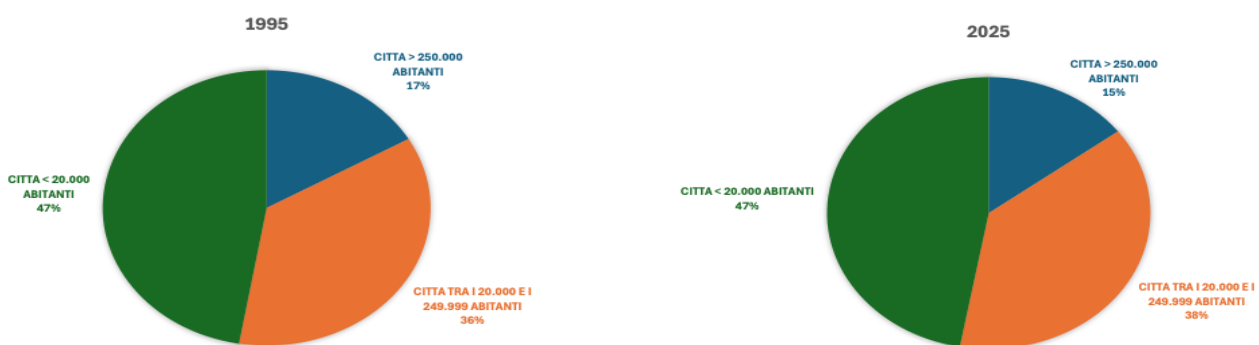 1995
CITTA > 250.000
ABITANTI
17%
CITTA < 20.000
ABITANTI
47%
CITTA TRA I 20.000 E I
249.999 ABITANTI
36%
2025
CITTA > 250.000
ABITANTI
15%
CITTA < 20.000 ABITANTI
47%
CITTA TRA I 20.000 E I
249.999 ABITANTI
38%